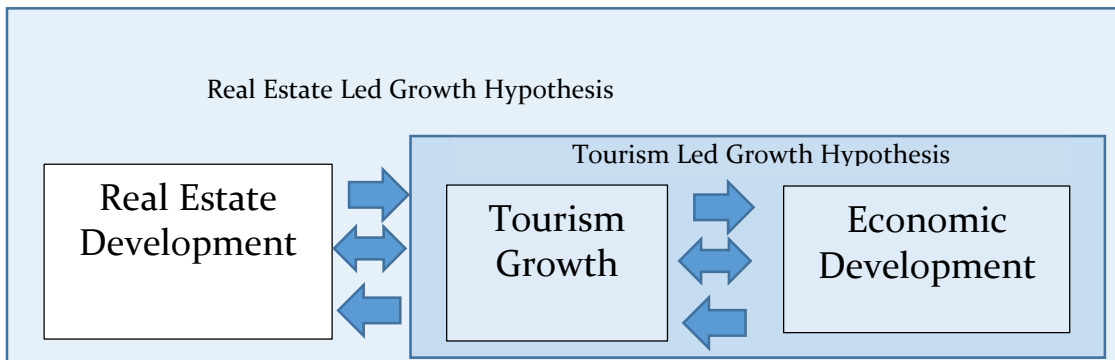 Real Estate Led Growth Hypothesis
Tourism Led Growth Hypothesis
Real Estate
Development
Tourism
Growth
Economic
Development